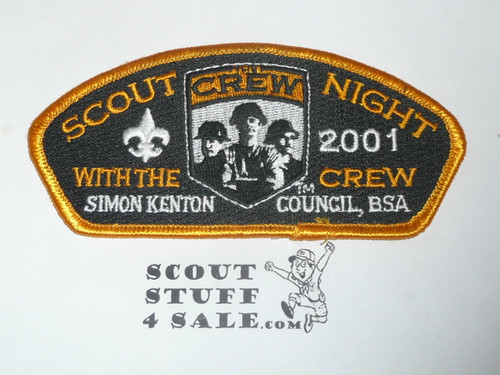 CREW
SCOUT NIGHT
2001
WITH THE CREW
SIMON KENTON COUNCIL, BSA
TM
SCOUT
STUFF
4 SALE.COM